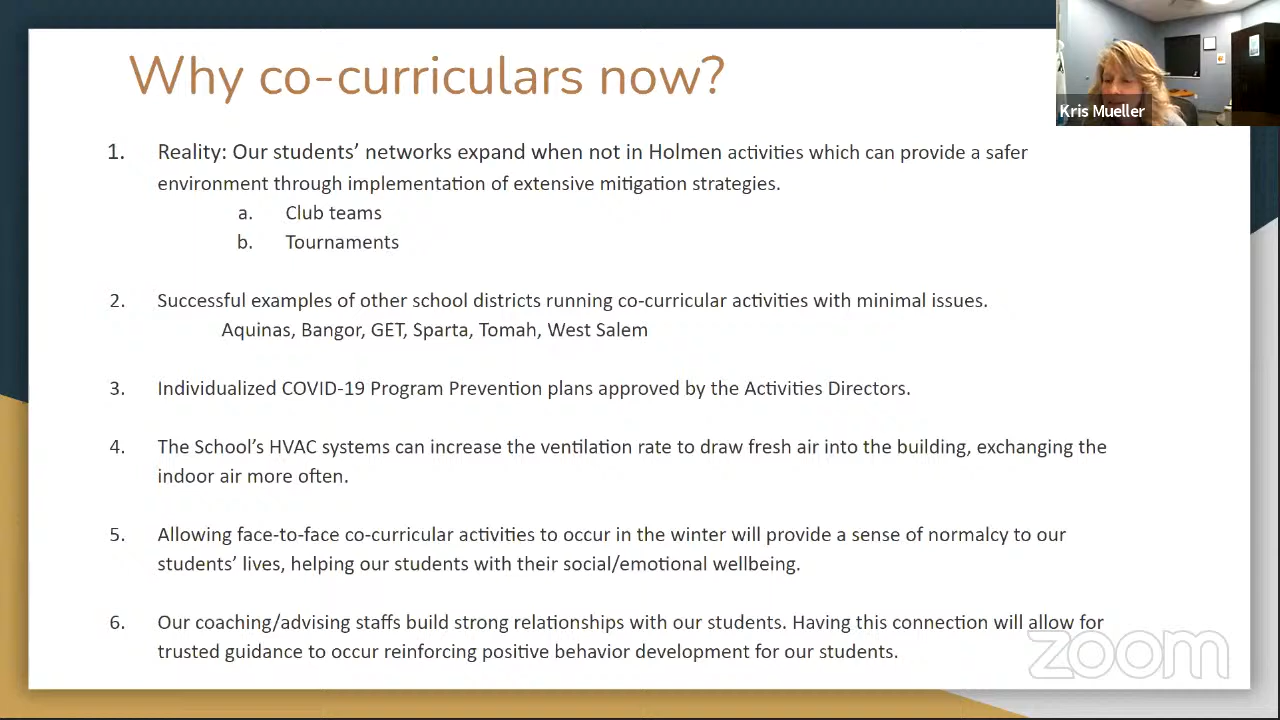 Why co-curriculars now?
Kris Mueller
1. Reality: Our students’ networks expand when not in Holmen activities which can provide a safer
environment through implementation of extensive mitigation strategies.
a. Club teams
b. Tournaments
2. Successful examples of other school districts running co-curricular activities with minimal issues.
Aquinas, Bangor, GET, Sparta, Tomah, West Salem
3. Individualized COVID-19 Program Prevention plans approved by the Activities Directors.
4. The School’s HVAC systems can increase the ventilation rate to draw fresh air into the building, exchanging the
indoor air more often.
5. Allowing face-to-face co-curricular activities to occur in the winter will provide a sense of normalcy to our
students’ lives, helping our students with their social/emotional wellbeing.
6. Our coaching/advising staffs build strong relationships with our students. Having this connection will allow for
trusted guidance to occur reinforcing positive behavior development for our students.
zoom